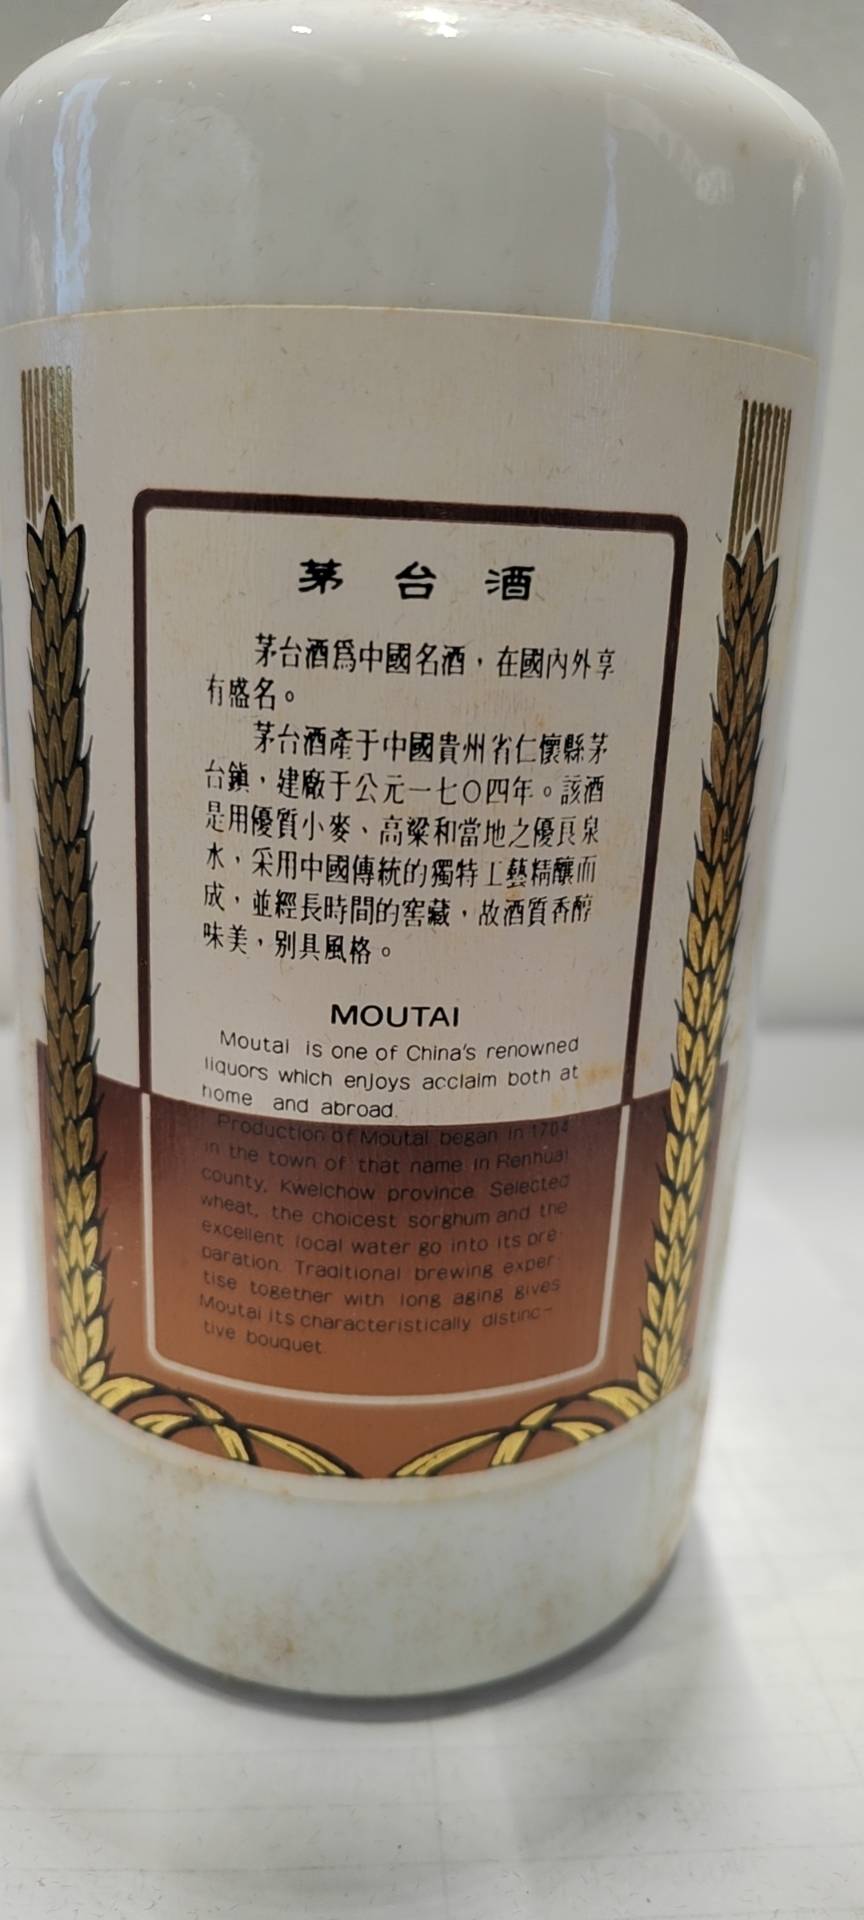 茅台酒
茅台酒爲中國名酒，在國內外享
有盛名。
茅台酒產于中國貴州省仁懷縣茅
台鎮，建廠于公元一七〇四年。該酒
是用優質小麥、高粱和當地之優良泉
水，采用中國傳統的獨特工藝精釀而
成，並經長時間的窖藏，故酒質香醇
味美，别具風格。
MOUTAI
Moutai is one of China's renowned
liquors which enjoys acclaim both at
home and abroad.
Production of Moutai began in 1704
in the town of that name in Renhuai
county, Kweichow province. Selected
wheat, the choicest sorghum and the
excellent local water go into its pre-
paration. Traditional brewing exper-
tise together with long aging gives
Moutai its characteristically distinc-
tive bouquet.